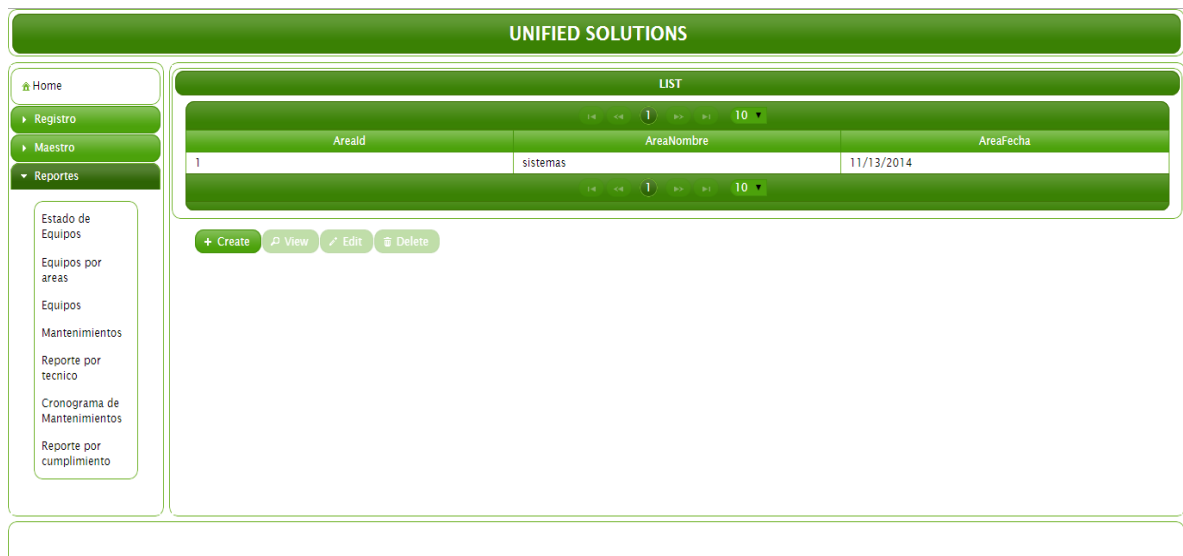 UNIFIED SOLUTIONS
Home
Registro
Maestro
Reportes
Estado de
Equipos
Equipos por
areas
Equipos
Mantenimientos
Reporte por
tecnico
Cronograma de
Mantenimientos
Reporte por
cumplimiento
LIST
1 10
AreaId AreaNombre AreaFecha
1 sistemas 11/13/2014
1 10
+ Create View Edit Delete